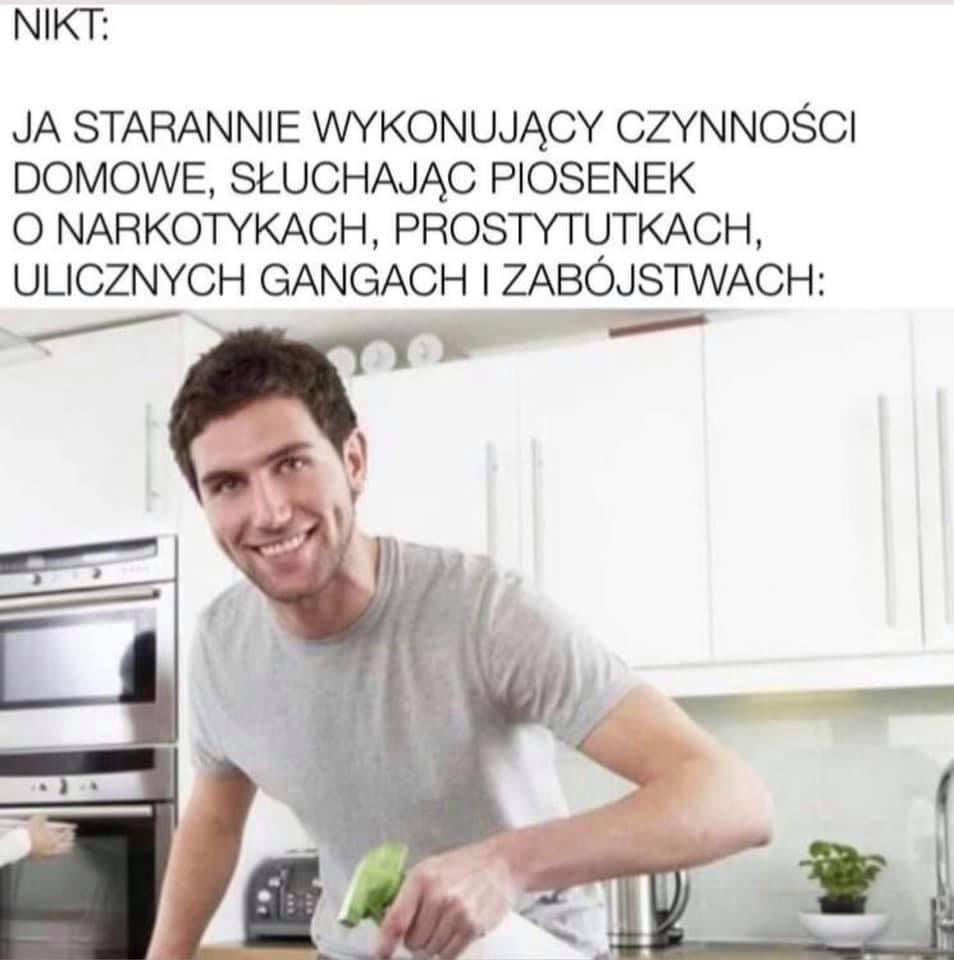 NIKT:
JA STARANNIE WYKONUJĄCY CZYNNOŚCI
DOMOWE, SŁUCHAJĄC PIOSENEK
O NARKOTYKACH, PROSTYTUTKACH,
ULICZNYCH GANGACH I ZABÓJSTWACH: